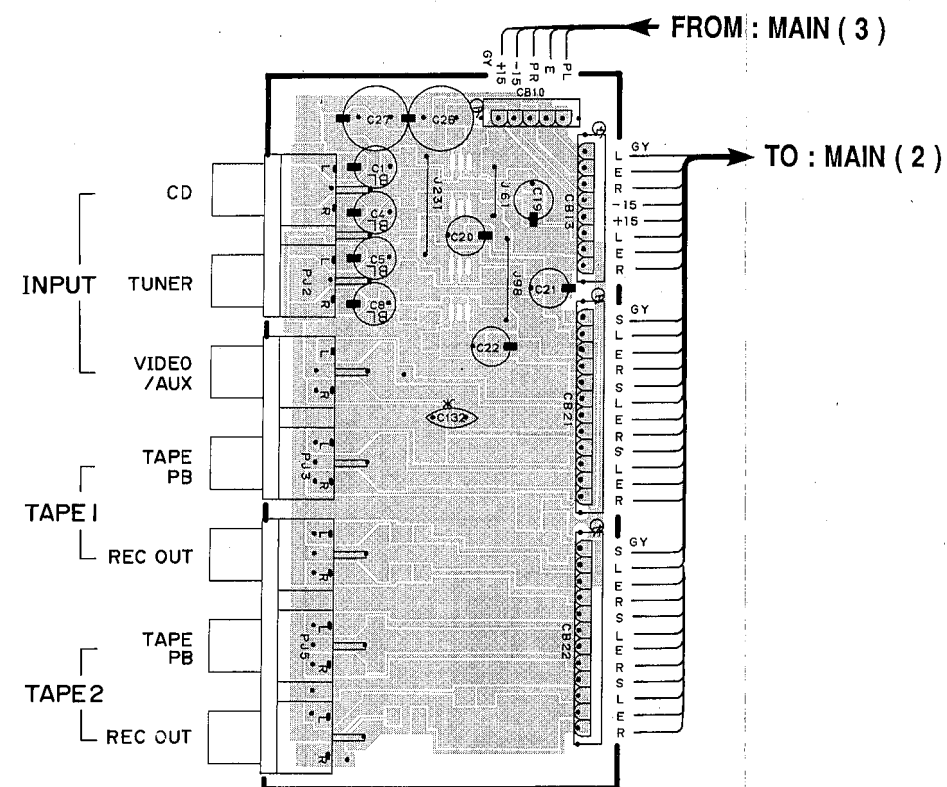 FROM : MAIN ( 3 )
GY
+15
-15
PR
E
PL
CB10
C27
C26
TO : MAIN ( 2 )
INPUT
CD
TUNER
VIDEO
/AUX
TAPE1
TAPE
PB
REC OUT
TAPE2
TAPE
PB
REC OUT
L
R
PJ2
L
R
L
R
PJ3
L
R
L
R
PJ5
L
R
L
R
C1
BL
C4
BL
C5
BL
C8
BL
J231
J61
C19
C20
J98
C21
C22
C132
CB13
GY
L
E
R
-15
+15
L
E
R
CB21
GY
S
L
E
R
S
L
E
R
S
L
E
R
CB22
GY
S
L
E
R
S
L
E
R
S
L
E
R